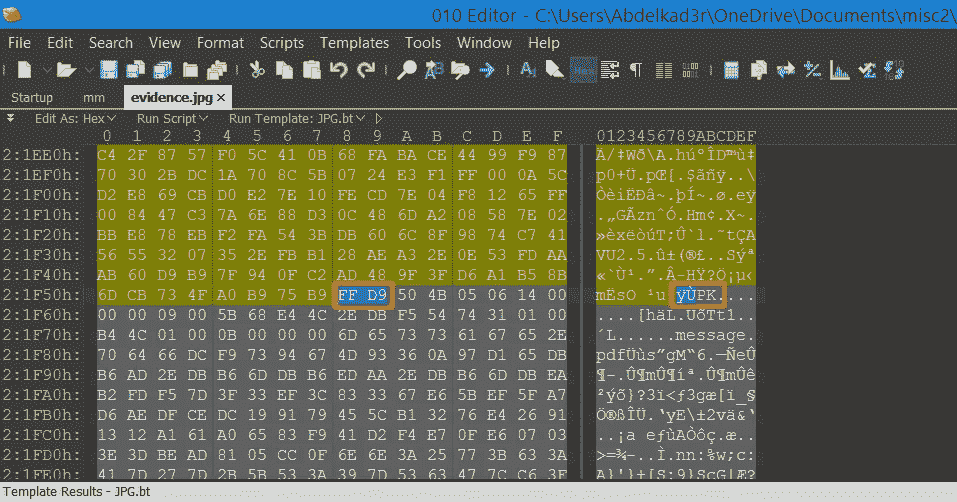 010 Editor - C:\Users\Abdelkad3r\OneDrive\Documents\misc2\
File Edit Search View Format Scripts Templates Tools Window Help
Startup mm evidence.jpg ×
Edit As: Hex Run Script Run Template: JPG.bt
0 1 2 3 4 5 6 7 8 9 A B C D E F 0123456789ABCDEF
2:1EE0h: C4 2F 87 57 F0 5C 41 0B 68 FA BA CE 44 99 F9 87 Ä/‡Wð\A.húºÎD™ù‡
2:1EF0h: 70 30 2B DC 1A 70 8C 5B 07 24 E3 F1 FF 00 0A 5C p0+Ü.pŒ[.$ãñÿ..\
2:1F00h: D2 E8 69 CB D0 E2 7E 10 FE CD 7E 04 F8 12 65 FF ÒèiËÐâ~.þÍ~.ø.eÿ
2:1F10h: 00 84 47 C3 7A 6E 88 D3 0C 48 6D A2 08 58 7E 02 .„GÃznˆÓ.Hm¢.X~.
2:1F20h: BB E8 78 EB F2 FA 54 3B DB 60 6C 8F 98 74 C7 41 »èxëòúT;Û`l.˜tÇA
2:1F30h: 56 55 32 07 35 2E FB B1 28 AE A3 2E 0E 53 FD AA VU2.5.û±(®£..Sýª
2:1F40h: AB 60 D9 B9 7F 94 0F C2 AD 48 9F 3F D6 A1 B5 8B «`Ù¹.”.Â-HŸ?Ö¡µ‹
2:1F50h: 6D CB 73 4F A0 B9 75 B9 FF D9 50 4B 05 06 14 00 mËsO ¹u¹ÿÙPK....
2:1F60h: 00 00 09 00 5B 68 E4 4C 2B DB F5 54 74 31 01 00 ....[häL+ÛõTt1..
2:1F70h: B4 4C 01 00 0B 00 00 00 6D 65 73 73 61 67 65 2E ´L......message.
2:1F80h: 70 64 66 DC F9 73 94 67 4D 93 36 0A 97 D1 65 DB pdfÜùs”gM“6.—ÑeÛ
2:1F90h: B6 AD 2E DB B6 6D DB B6 ED AA 2E DB B6 6D DB EA ¶-.Û¶mÛ¶íª.Û¶mÛê
2:1FA0h: B2 FD F5 7D 3F 33 EF 3C 83 33 67 E6 5B EF 5F A7 ²ýõ}?3ï<ƒ3gæ[ï_§
2:1FB0h: D6 AE DF CE DC 19 91 79 45 5C B1 32 76 E4 26 91 Ö®ßÎÜ.‘yE\±2vä&‘
2:1FC0h: 13 12 A1 61 A0 65 83 F9 41 D2 F4 E7 0F E6 07 03 ..¡a eƒùAÒôç.æ..
2:1FD0h: 3E 3D BE AD 81 05 CC 0F 6E 6E 3A 25 77 3B 63 3A >=¾-..Ì.nn:%w;c:
2:1FE0h: 41 7D 27 7D 2B 5B 53 3A 39 7D 53 63 47 7C C6 3F A}'}+[S:9}ScG|Æ?
Template Results - JPG.bt